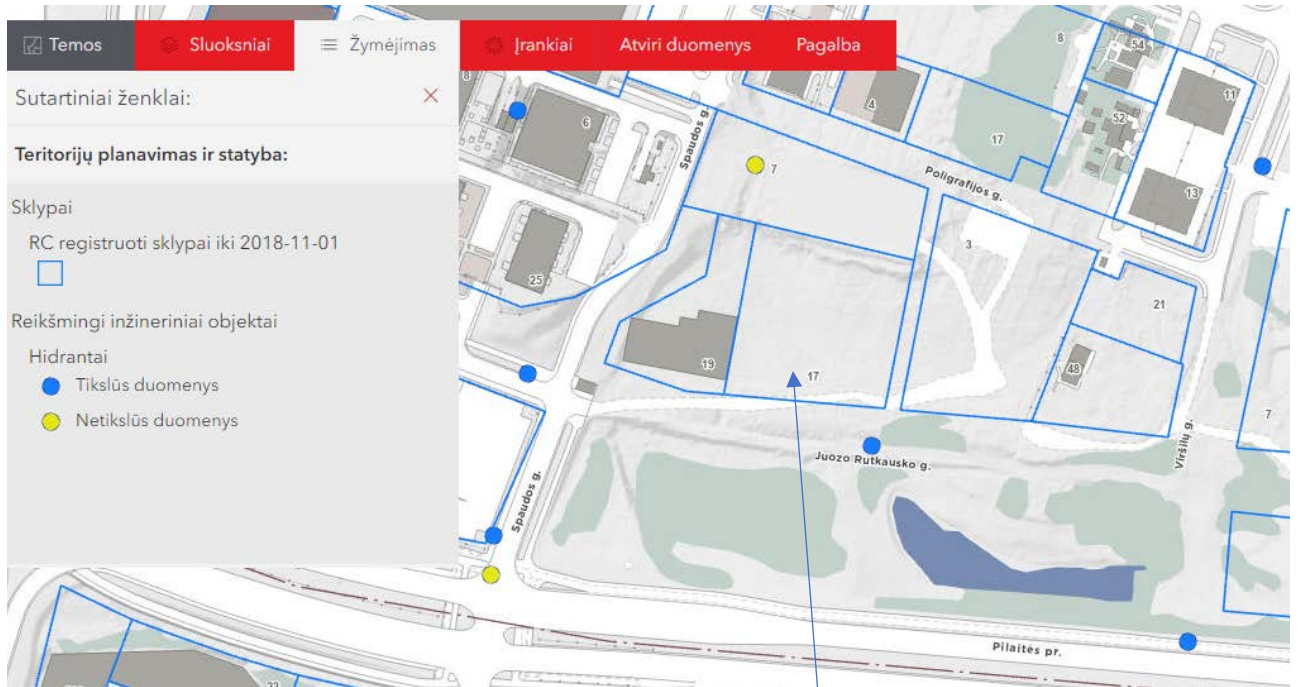 Temos
Sluoksniai
Žymėjimas
Įrankiai
Atviri duomenys
Pagalba
Sutartiniai ženklai:
Teritorijų planavimas ir statyba:
Sklypai
RC registruoti sklypai iki 2018-11-01
Reikšmingi inžineriniai objektai
Hidrantai
Tikslūs duomenys
Netikslūs duomenys
8
54
11
8
4
6
52
17
Spaudos g.
7
Poligrafijos g.
13
3
25
21
19
17
48
7
Juozo Rutkausko g.
Viršilų g.
Spaudos g.
Pilaitės pr.